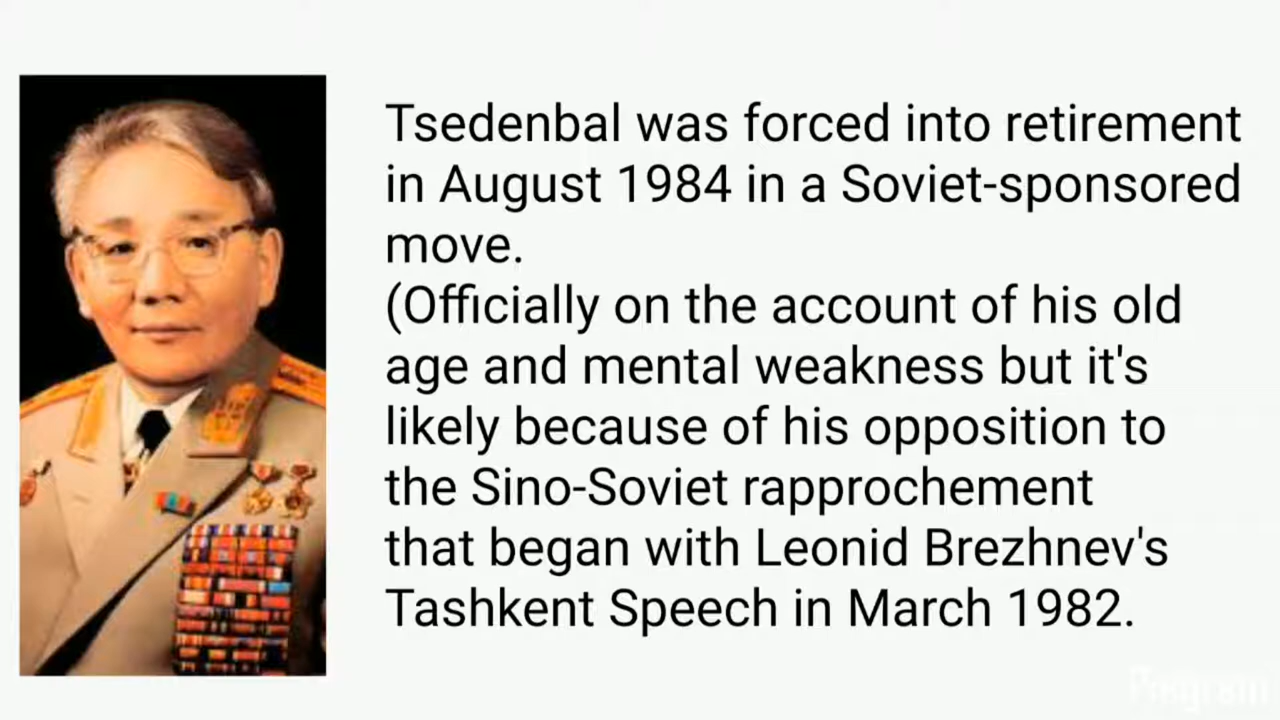 Tsedenbal was forced into retirement
in August 1984 in a Soviet-sponsored
move.
(Officially on the account of his old
age and mental weakness but it's
likely because of his opposition to
the Sino-Soviet rapprochement
that began with Leonid Brezhnev's
Tashkent Speech in March 1982.